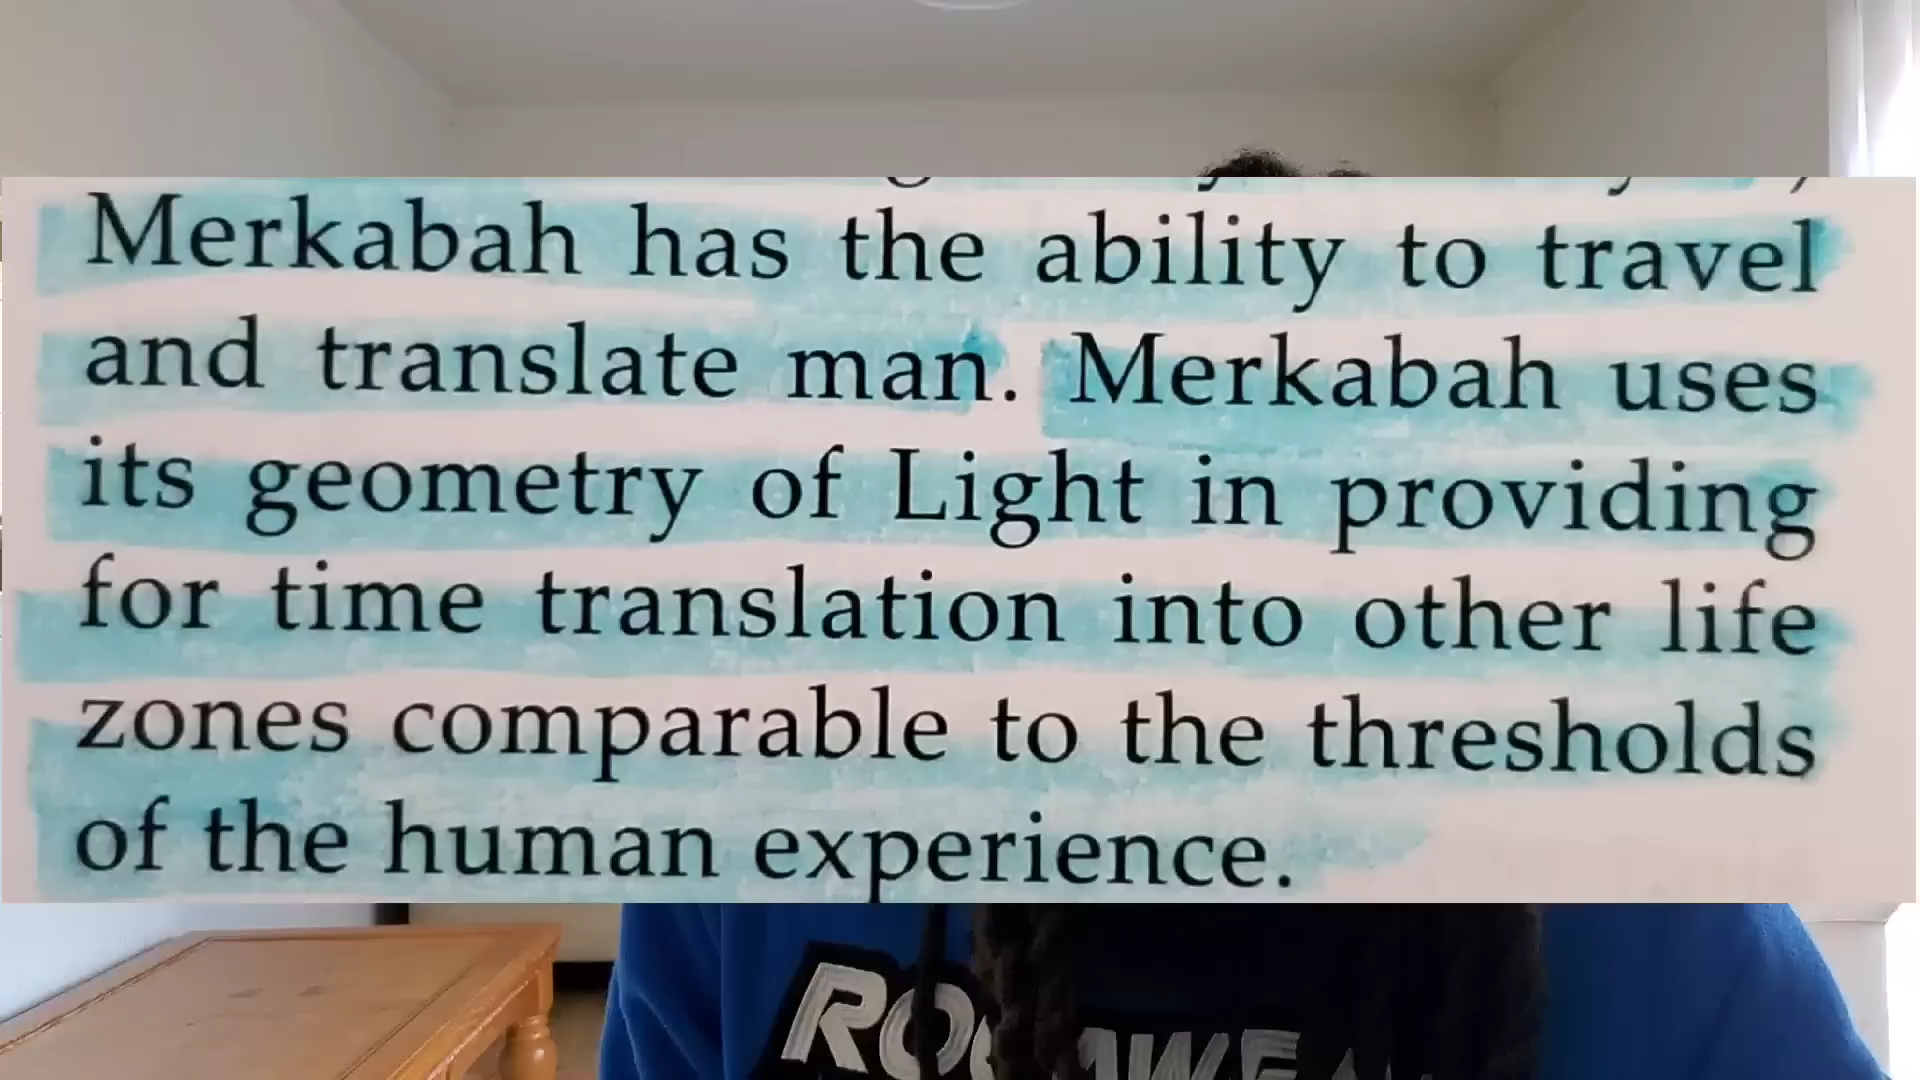 Merkabah has the ability to travel
and translate man. Merkabah uses
its geometry of Light in providing
for time translation into other life
zones comparable to the thresholds
of the human experience.